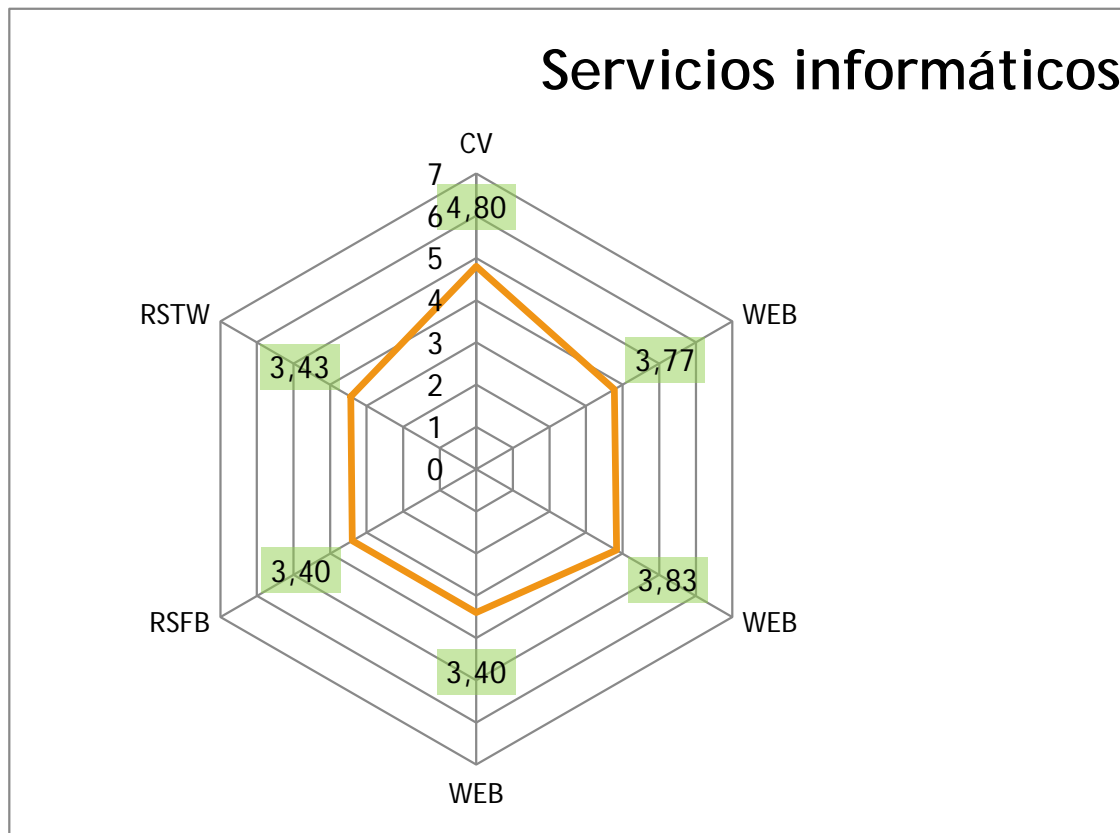 Servicios informáticos
CV
7
4,80
6
5
4
RSTW
WEB
3
3,43
3,77
2
1
0
3,40
3,83
RSFB
WEB
3,40
WEB